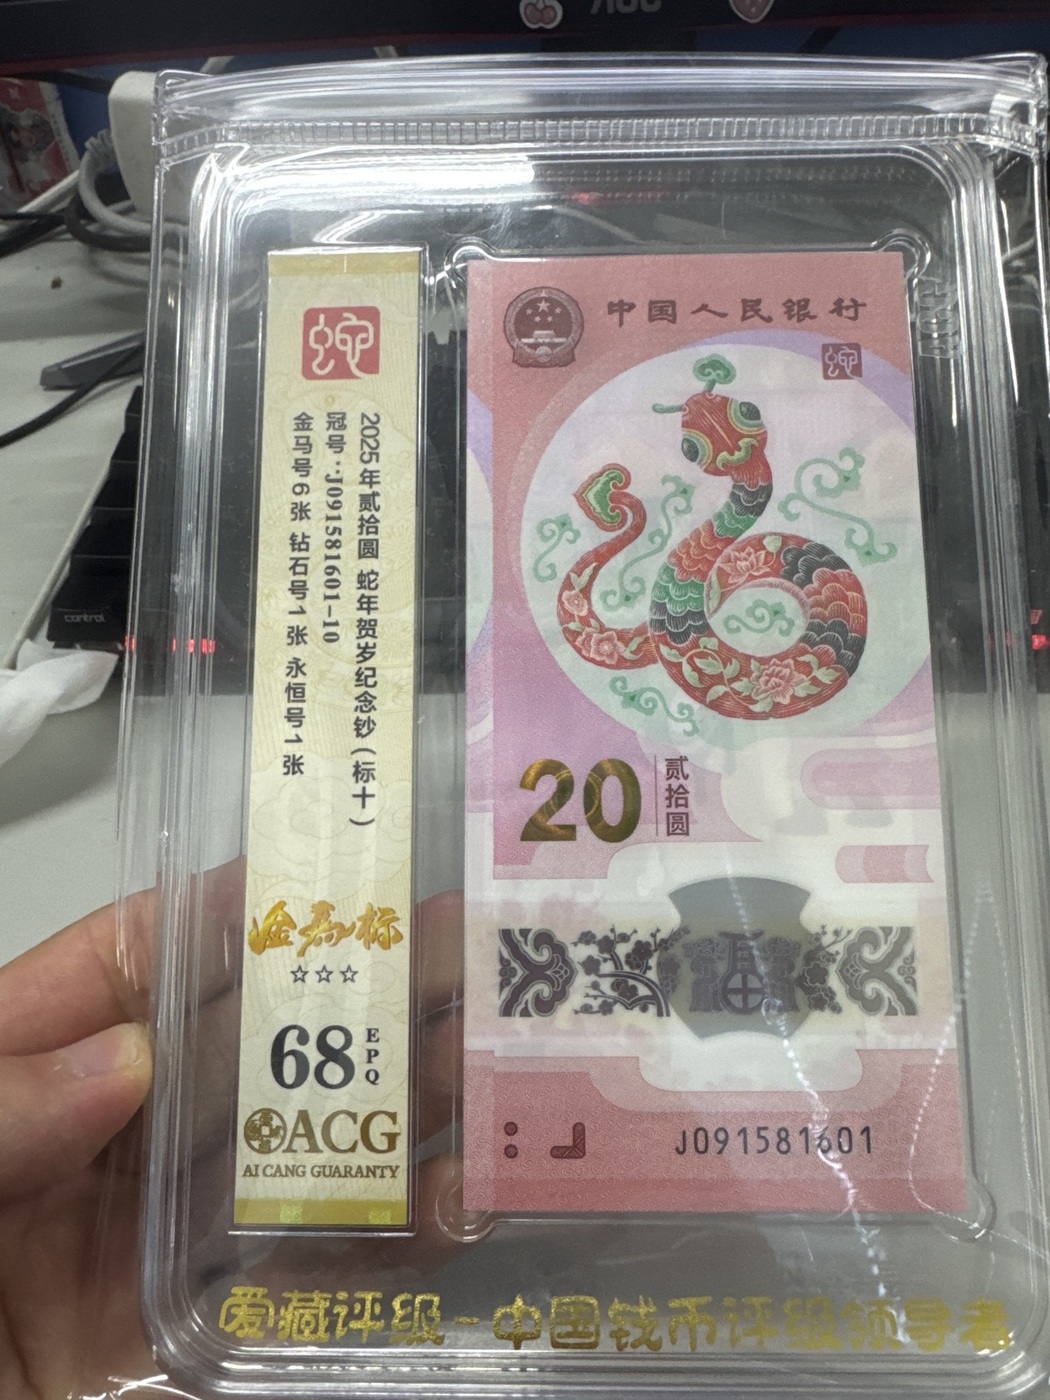 AOC
control
蛇
2025年贰拾圆 蛇年贺岁纪念钞(标十)
冠号:J091581601-10
金马号6张 钻石号1张 永恒号1张
金马标
☆☆☆
68 EPQ
ACG
AI CANG GUARANTY
中国人民银行
蛇
20 贰拾圆
J091581601
爱藏评级-中国钱币评级领导者